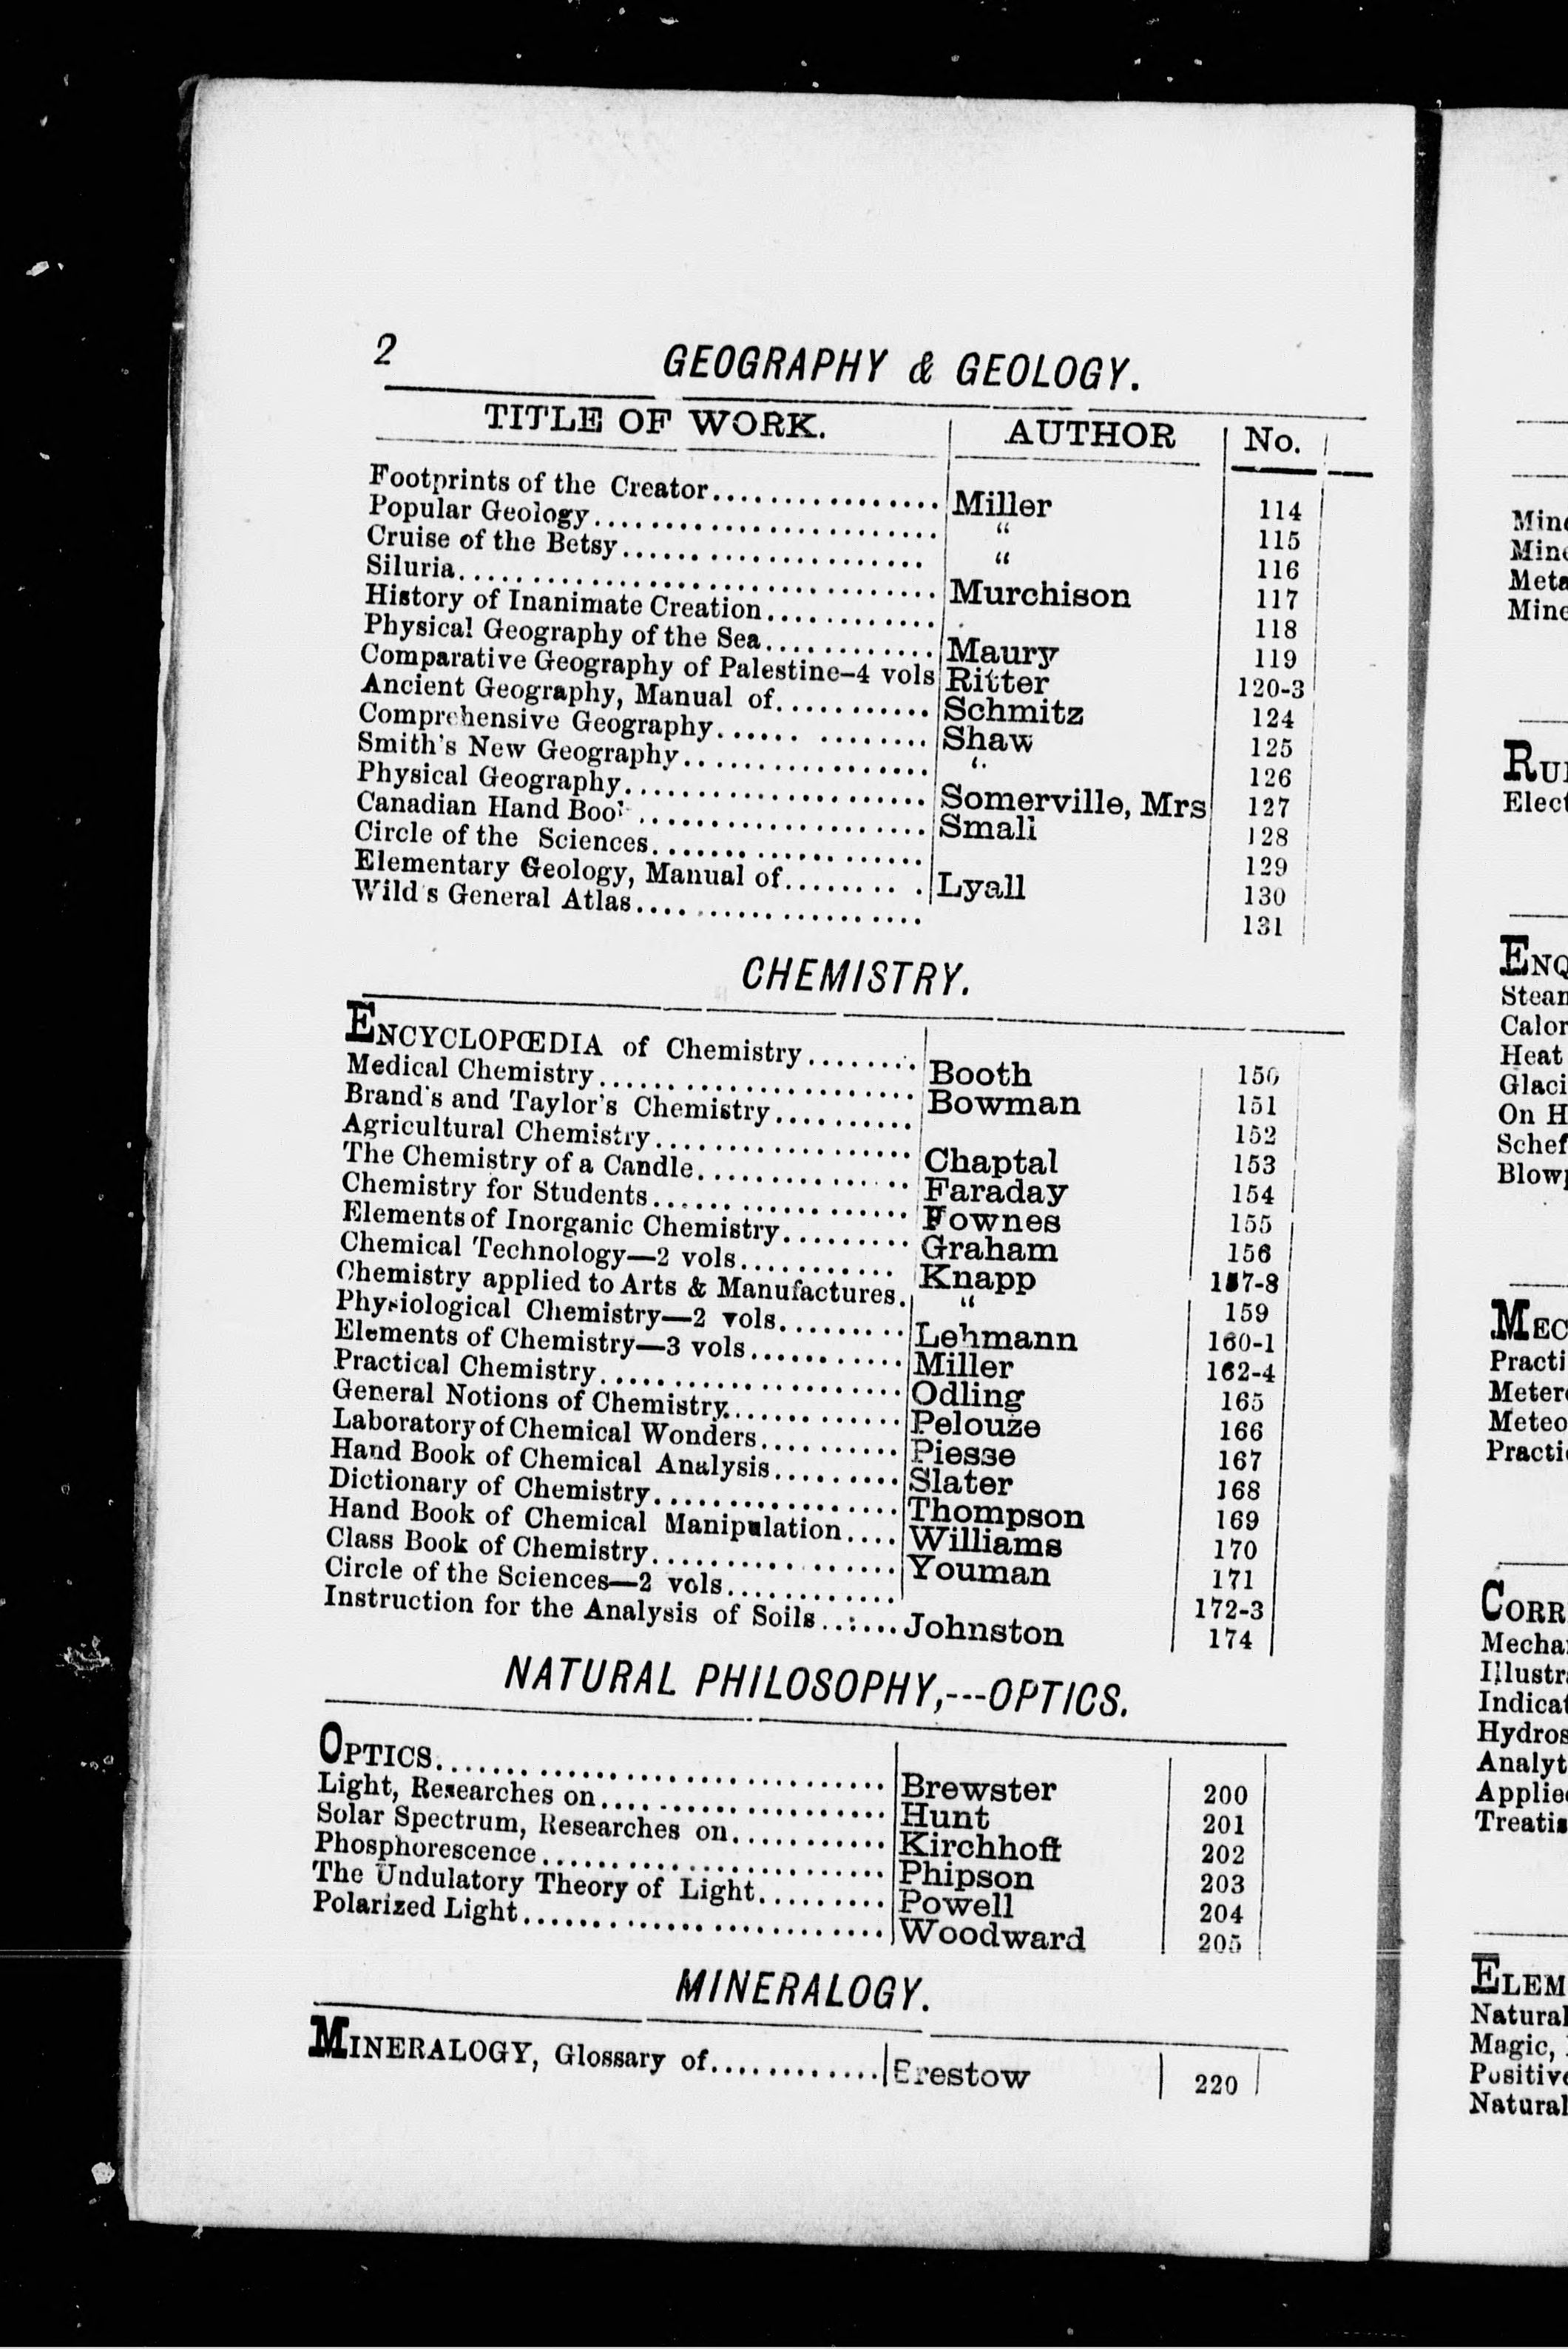 2 GEOGRAPHY & GEOLOGY.
TITLE OF WORK. AUTHOR No.
Footprints of the Creator................ Miller 114
Popular Geology........................ “ 115
Cruise of the Betsy..................... “ 116
Siluria.................................. Murchison 117
History of Inanimate Creation............ 118
Physical Geography of the Sea............ Maury 119
Comparative Geography of Palestine–4 vols Ritter 120-3
Ancient Geography, Manual of........... Schmitz 124
Comprehensive Geography...... ........ Shaw 125
Smith's New Geography................. “ 126
Physical Geography..................... Somerville, Mrs 127
Canadian Hand Book .................... Small 128
Circle of the Sciences.................... 129
Elementary Geology, Manual of........ . Lyall 130
Wild's General Atlas.................... 131
CHEMISTRY.
ENCYCLOPŒDIA of Chemistry........ Booth 150
Medical Chemistry...................... Bowman 151
Brand's and Taylor's Chemistry.......... 152
Agricultural Chemistry.................. Chaptal 153
The Chemistry of a Candle............... Faraday 154
Chemistry for Students.................. Fownes 155
Elements of Inorganic Chemistry......... Graham 156
Chemical Technology—2 vols........... Knapp 157-8
Chemistry applied to Arts & Manufactures. “ 159
Physiological Chemistry—2 vols......... Lehmann 160-1
Elements of Chemistry—3 vols........... Miller 162-4
Practical Chemistry...................... Odling 165
General Notions of Chemistry............. Pelouze 166
Laboratory of Chemical Wonders.......... Piesse 167
Hand Book of Chemical Analysis......... Slater 168
Dictionary of Chemistry.................. Thompson 169
Hand Book of Chemical Manipulation.... Williams 170
Class Book of Chemistry................. Youman 171
Circle of the Sciences—2 vols............ 172-3
Instruction for the Analysis of Soils..:.... Johnston 174
NATURAL PHILOSOPHY,---OPTICS.
OPTICS................................ Brewster 200
Light, Researches on.................... Hunt 201
Solar Spectrum, Researches on........... Kirchhoff 202
Phosphorescence........................ Phipson 203
The Undulatory Theory of Light......... Powell 204
Polarized Light......................... Woodward 205
MINERALOGY.
MINERALOGY, Glossary of............ Brestow 220